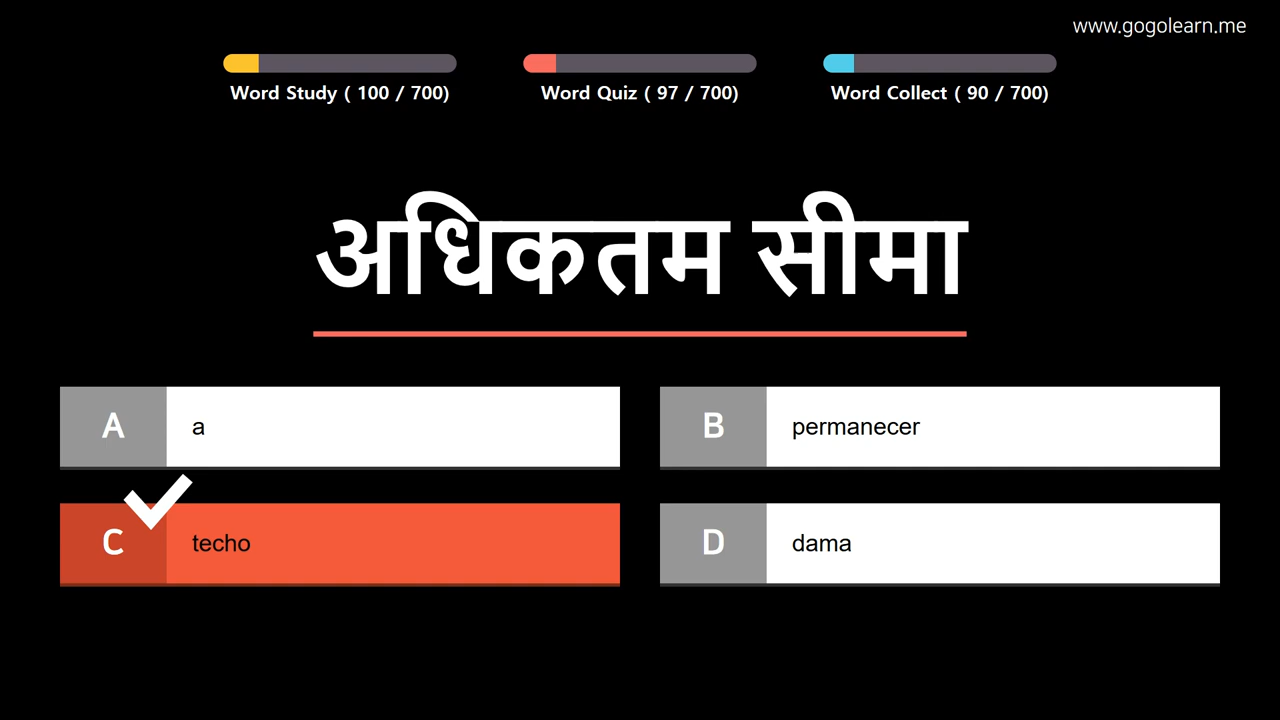 www.gogolearn.me
Word Study ( 100 / 700)
Word Quiz ( 97 / 700)
Word Collect ( 90 / 700)
अधिकतम सीमा
A
a
B
permanecer
C
techo
D
dama